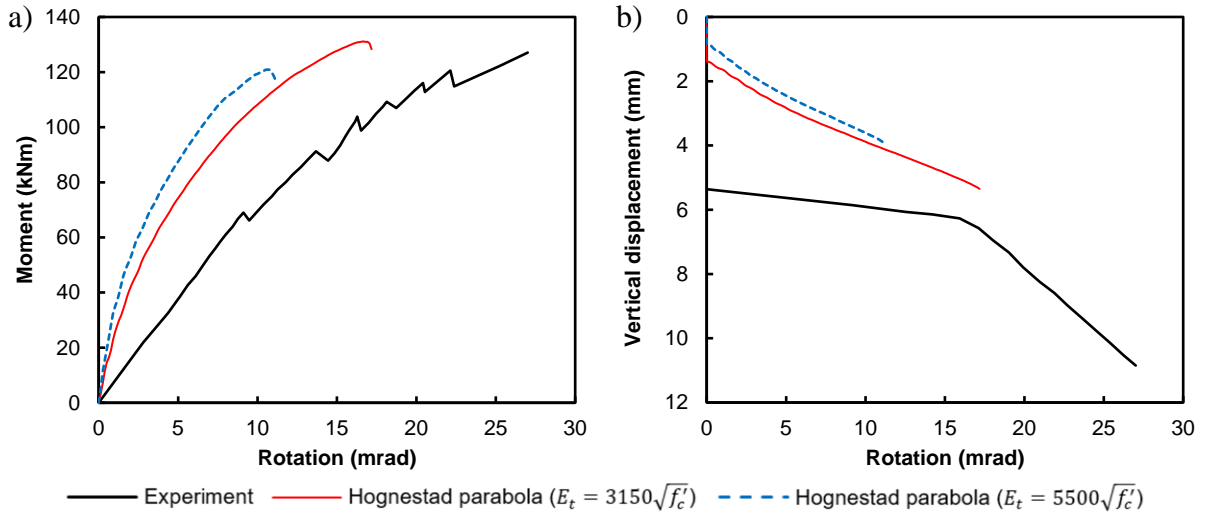 a)
Moment (kNm)
140
120
100
80
60
40
20
0
0 5 10 15 20 25 30
Rotation (mrad)
b)
Vertical displacement (mm)
0
2
4
6
8
10
12
0 5 10 15 20 25 30
Rotation (mrad)
Experiment Hognestad parabola (E_t = 3150√f_c′) Hognestad parabola (E_t = 5500√f_c′)